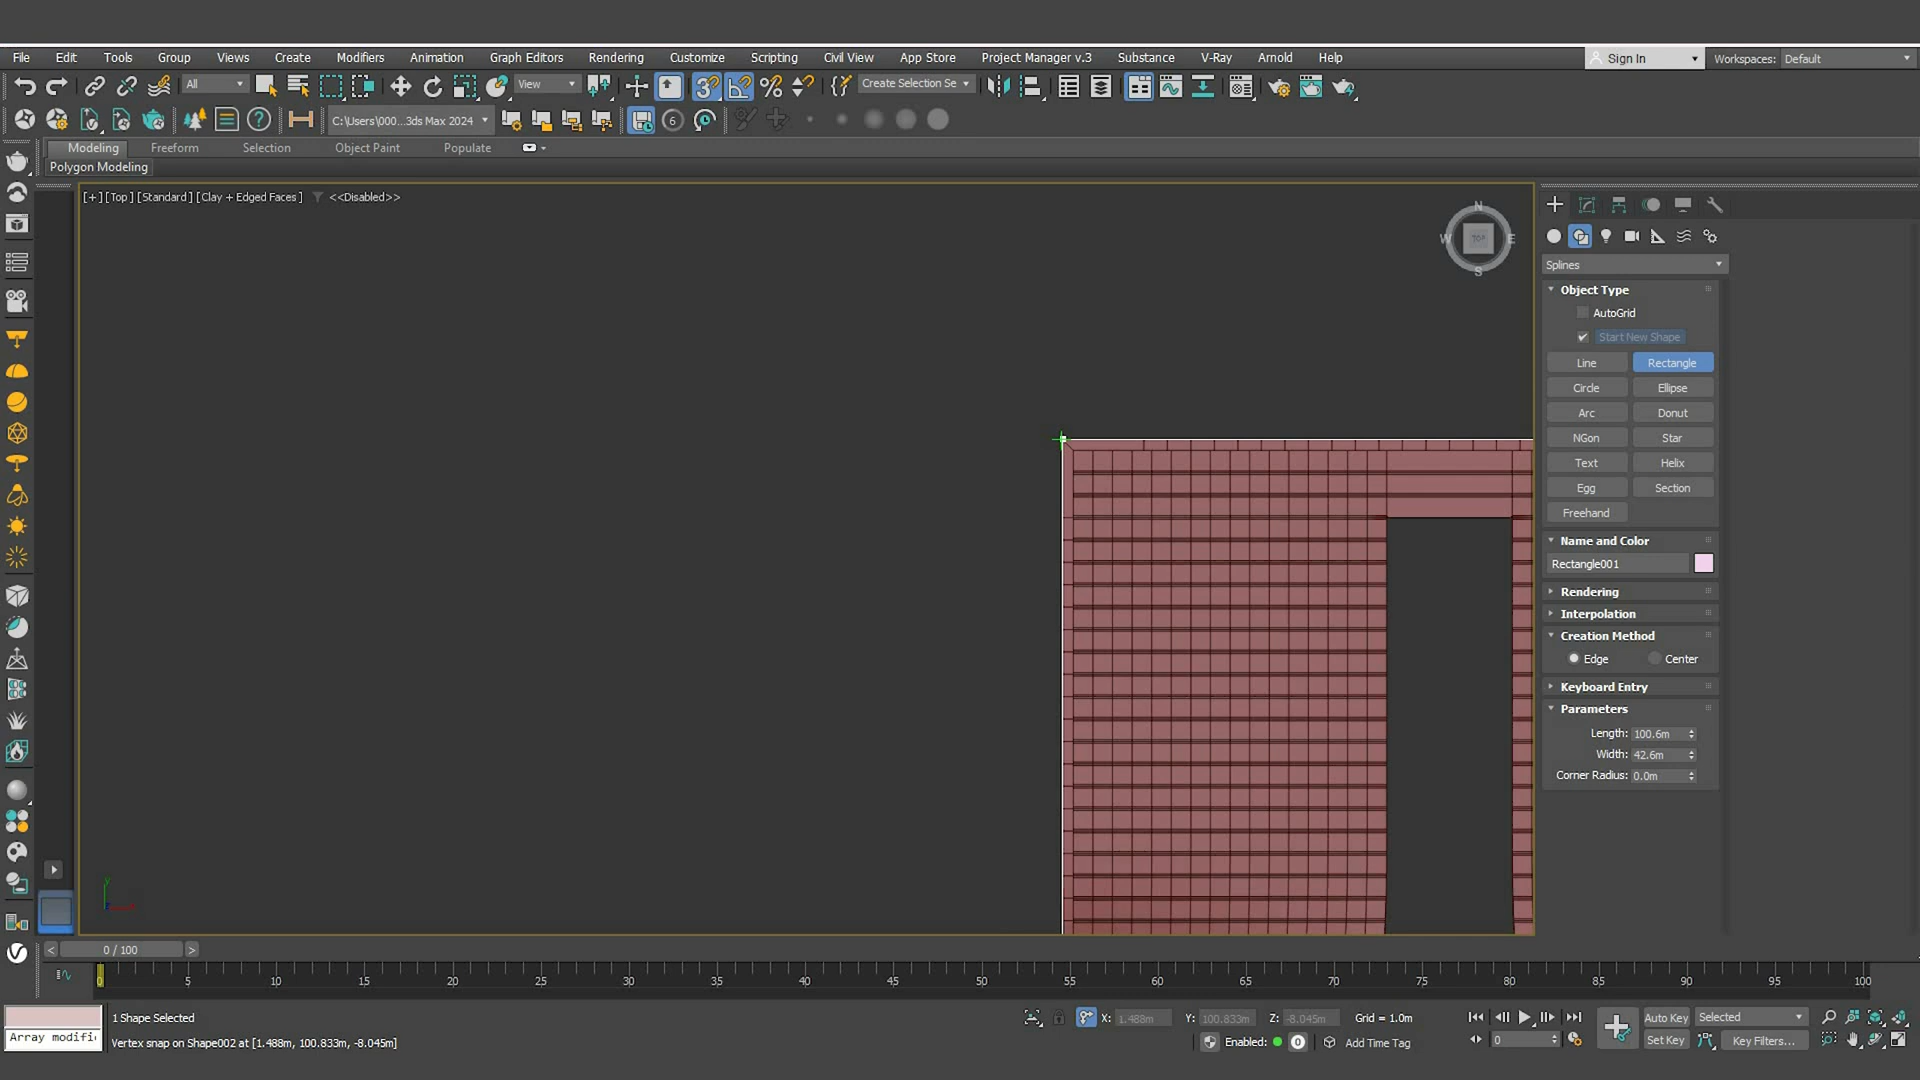 File Edit Tools Group Views Create Modifiers Animation Graph Editors Rendering Customize Scripting Civil View App Store Project Manager v.3 Substance V-Ray Arnold Help Sign In Workspaces: Default
All View 3 Create Selection Se
C:\Users\000...3ds Max 2024 6
Modeling Freeform Selection Object Paint Populate
Polygon Modeling
[+] [Top] [Standard] [Clay + Edged Faces] <<Disabled>>
N
W TOP E
S
Splines
Object Type
AutoGrid
Start New Shape
Line Rectangle
Circle Ellipse
Arc Donut
NGon Star
Text Helix
Egg Section
Freehand
Name and Color
Rectangle001
Rendering
Interpolation
Creation Method
Edge Center
Keyboard Entry
Parameters
Length: 100.6m
Width: 42.6m
Corner Radius: 0.0m
y
< 0 / 100 >
0 5 10 15 20 25 30 35 40 45 50 55 60 65 70 75 80 85 90 95 100
1 Shape Selected X: 1.488m Y: 100.833m Z: -8.045m Grid = 1.0m Auto Key Selected
Array modifi Vertex snap on Shape002 at [1.488m, 100.833m, -8.045m] Enabled: 0 Add Time Tag 0 Set Key Key Filters...